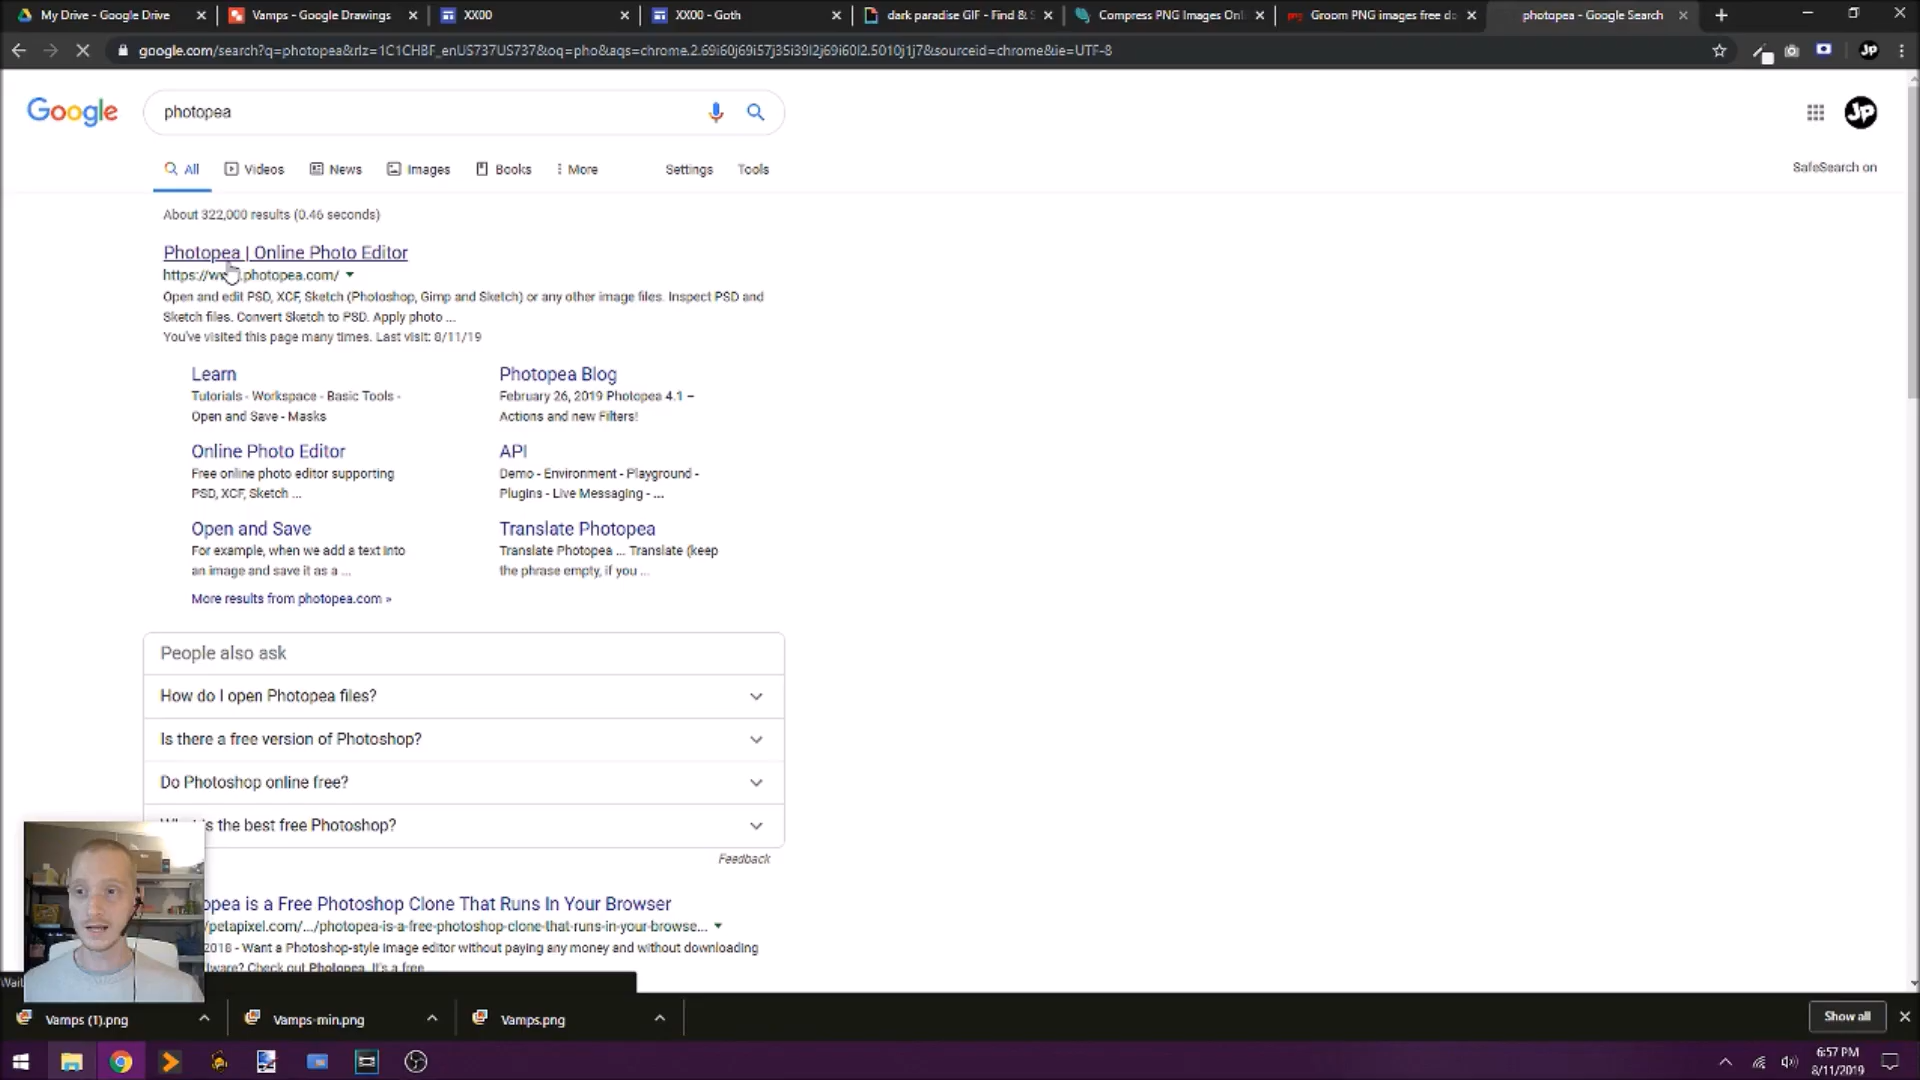 My Drive - Google Drive
Vamps - Google Drawings
XX00
XX00 - Goth
dark paradise GIF - Find & S
Compress PNG Images Onl
Groom PNG images free do
photopea - Google Search
google.com/search?q=photopea&rlz=1C1CHBF_enUS737US737&oq=pho&aqs=chrome.2.69i60j69i57j35i39l2j69i60l2.5010j1j7&sourceid=chrome&ie=UTF-8
JP
Google
photopea
JP
All
Videos
News
Images
Books
More
Settings
Tools
SafeSearch on
About 322,000 results (0.46 seconds)
Photopea | Online Photo Editor
https://www.photopea.com/
Open and edit PSD, XCF, Sketch (Photoshop, Gimp and Sketch) or any other image files. Inspect PSD and
Sketch files. Convert Sketch to PSD. Apply photo ...
You've visited this page many times. Last visit: 8/11/19
Learn
Tutorials - Workspace - Basic Tools -
Open and Save - Masks
Photopea Blog
February 26, 2019 Photopea 4.1 –
Actions and new Filters!
Online Photo Editor
Free online photo editor supporting
PSD, XCF, Sketch ...
API
Demo - Environment - Playground -
Plugins - Live Messaging - ...
Open and Save
For example, when we add a text into
an image and save it as a ...
Translate Photopea
Translate Photopea ... Translate (keep
the phrase empty, if you ...
More results from photopea.com »
People also ask
How do I open Photopea files?
Is there a free version of Photoshop?
Do Photoshop online free?
s the best free Photoshop?
Feedback
opea is a Free Photoshop Clone That Runs In Your Browser
/petapixel.com/.../photopea-is-a-free-photoshop-clone-that-runs-in-your-browse...
2018 - Want a Photoshop-style image editor without paying any money and without downloading
tware? Check out Photopea. It's a free
Wait
Vamps (1).png
Vamps-min.png
Vamps.png
Show all
6:57 PM
8/11/2019